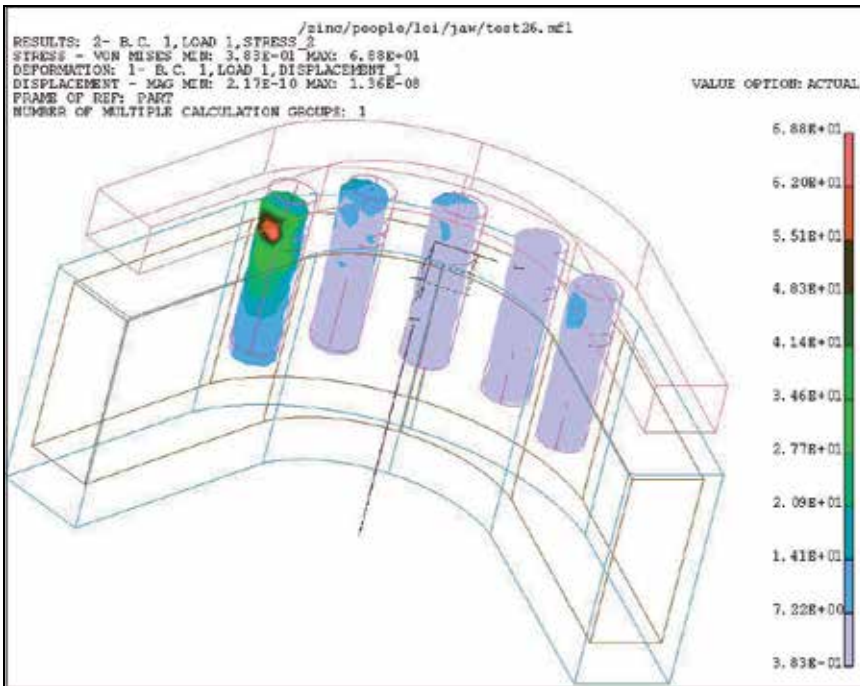 /zinc/people/lci/jaw/test26.mf1
RESULTS: 2- B.C. 1,LOAD 1,STRESS_2
STRESS - VON MISES MIN: 3.83E-01 MAX: 6.88E+01
DEFORMATION: 1- B.C. 1,LOAD 1,DISPLACEMENT_1
DISPLACEMENT - MAG MIN: 2.17E-10 MAX: 1.36E-08
FRAME OF REF: PART
NUMBER OF MULTIPLE CALCULATION GROUPS: 1
VALUE OPTION: ACTUAL
6.88E+01
6.20E+01
5.51E+01
4.83E+01
4.14E+01
3.46E+01
2.77E+01
2.09E+01
1.41E+01
7.22E+00
3.83E-01